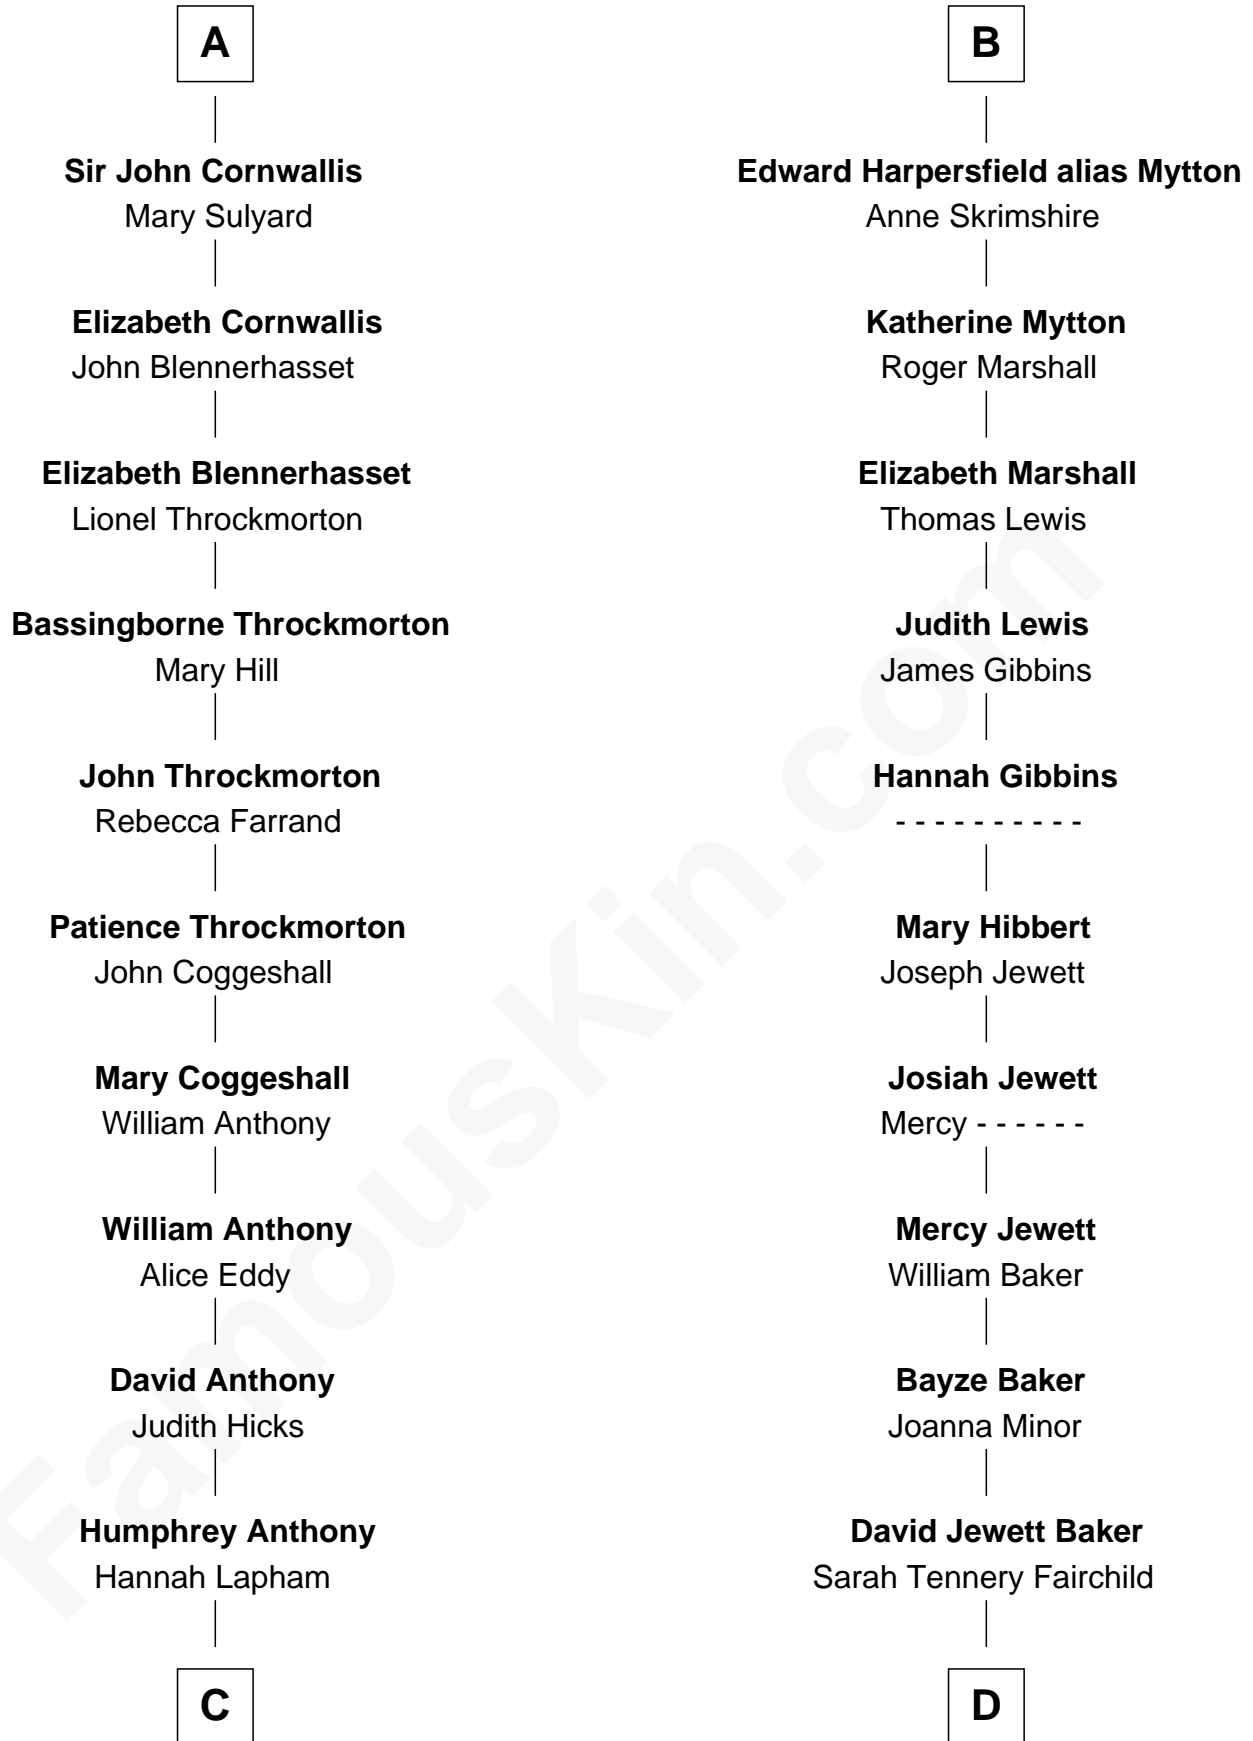 A
Sir John Cornwallis
Mary Sulyard
Elizabeth Cornwallis
John Blennerhasset
Elizabeth Blennerhasset
Lionel Throckmorton
Bassingborne Throckmorton
Mary Hill
John Throckmorton
Rebecca Farrand
Patience Throckmorton
John Coggeshall
Mary Coggeshall
William Anthony
William Anthony
Alice Eddy
David Anthony
Judith Hicks
Humphrey Anthony
Hannah Lapham
C
B
Edward Harpersfield alias Mytton
Anne Skrimshire
Katherine Mytton
Roger Marshall
Elizabeth Marshall
Thomas Lewis
Judith Lewis
James Gibbins
Hannah Gibbins
- - - - - - - - - -
Mary Hibbert
Joseph Jewett
Josiah Jewett
Mercy - - - - - -
Mercy Jewett
William Baker
Bayze Baker
Joanna Minor
David Jewett Baker
Sarah Tennery Fairchild
D
FamousKin.com